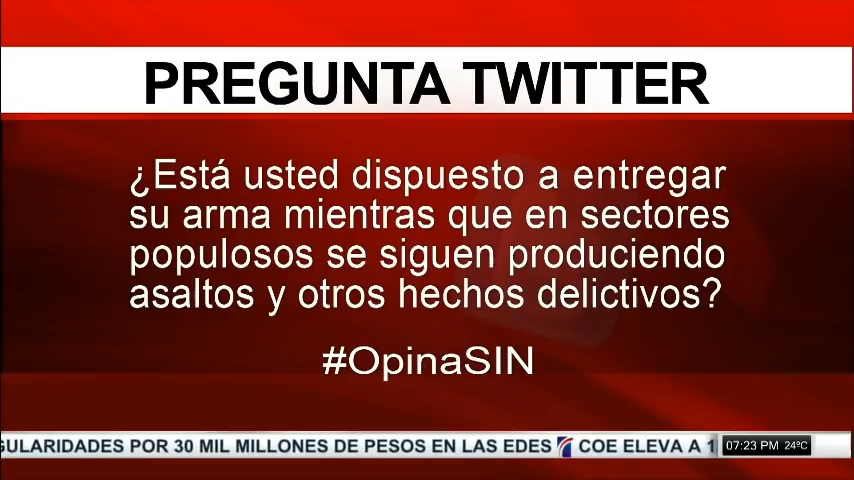 PREGUNTA TWITTER
¿Está usted dispuesto a entregar
su arma mientras que en sectores
populosos se siguen produciendo
asaltos y otros hechos delictivos?
#OpinaSIN
GULARIDADES POR 30 MIL MILLONES DE PESOS EN LAS EDES COE ELEVA A 1 07:23 PM 24ºC